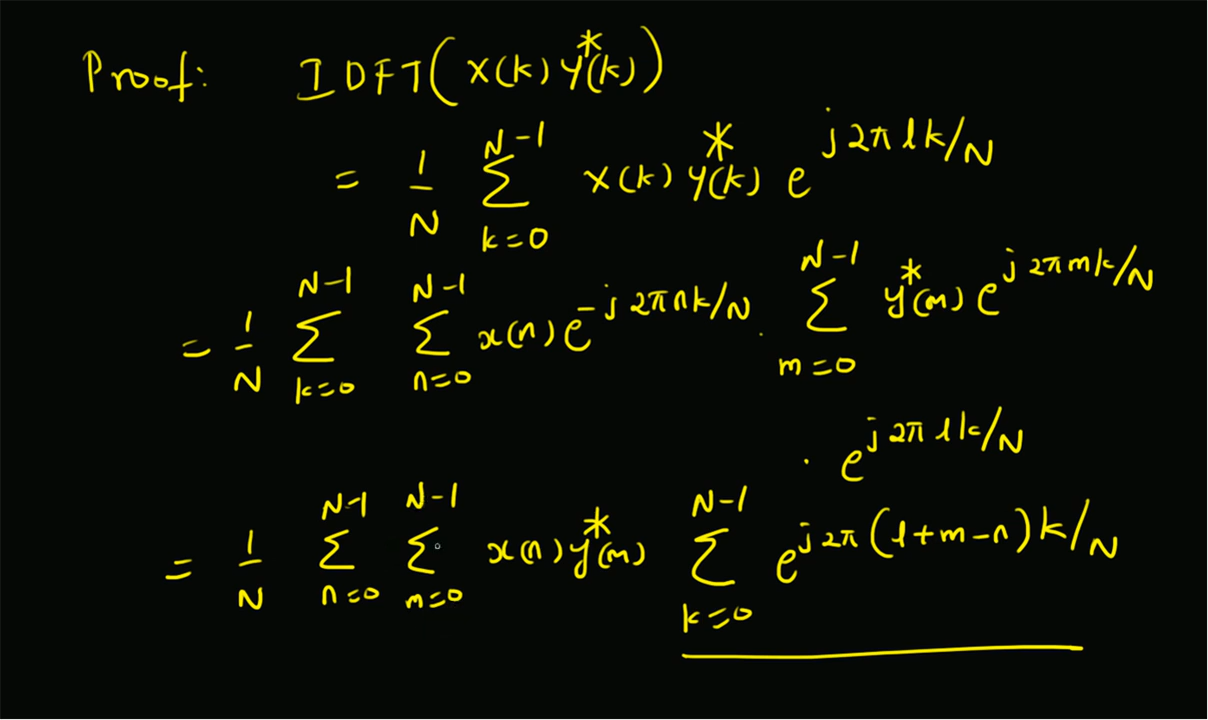 Proof: IDFT(X(k) Y*(k))
= 1/N Σ_{k=0}^{N-1} X(k) Y*(k) e^{j2πlk/N}
= 1/N Σ_{k=0}^{N-1} Σ_{n=0}^{N-1} x(n) e^{-j2πnk/N} . Σ_{m=0}^{N-1} y*(m) e^{j2πmk/N}
. e^{j2πlk/N}
= 1/N Σ_{n=0}^{N-1} Σ_{m=0}^{N-1} x(n) y*(m) Σ_{k=0}^{N-1} e^{j2π(l+m-n)k/N}